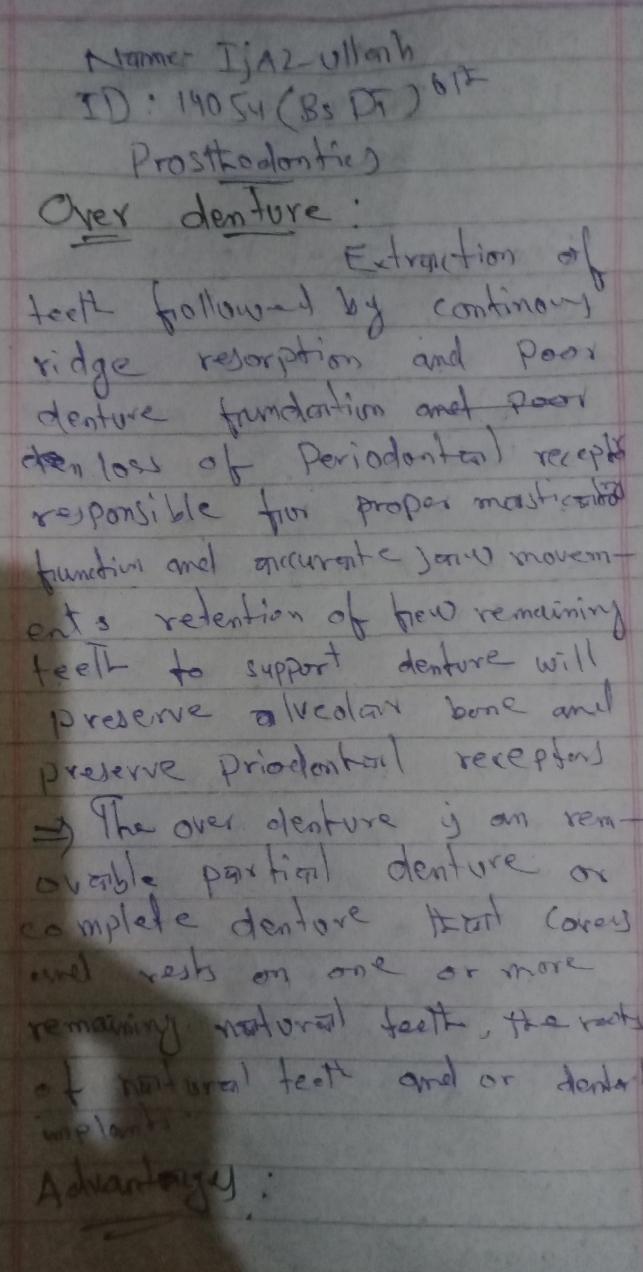 Name:- Ijaz-ullah
ID: 14054 (Bs DT) 6th
Prosthodontics
Over denture:
Extraction of
teeth followed by continous
ridge resorption and poor
denture fundation and poor
loss of Periodontal recept
responsible for proper masticatio
function and accurate jaw movem-
ents retention of few remaining
teeth to support denture will
preserve alveolar bone and
preserve priodontal receptors
⇒ The over denture is an rem-
ovable partial denture or
complete denture that covers
and rests on one or more
remaining natural teeth, the roots
of natural teeth and or dental
implants
Advantages: